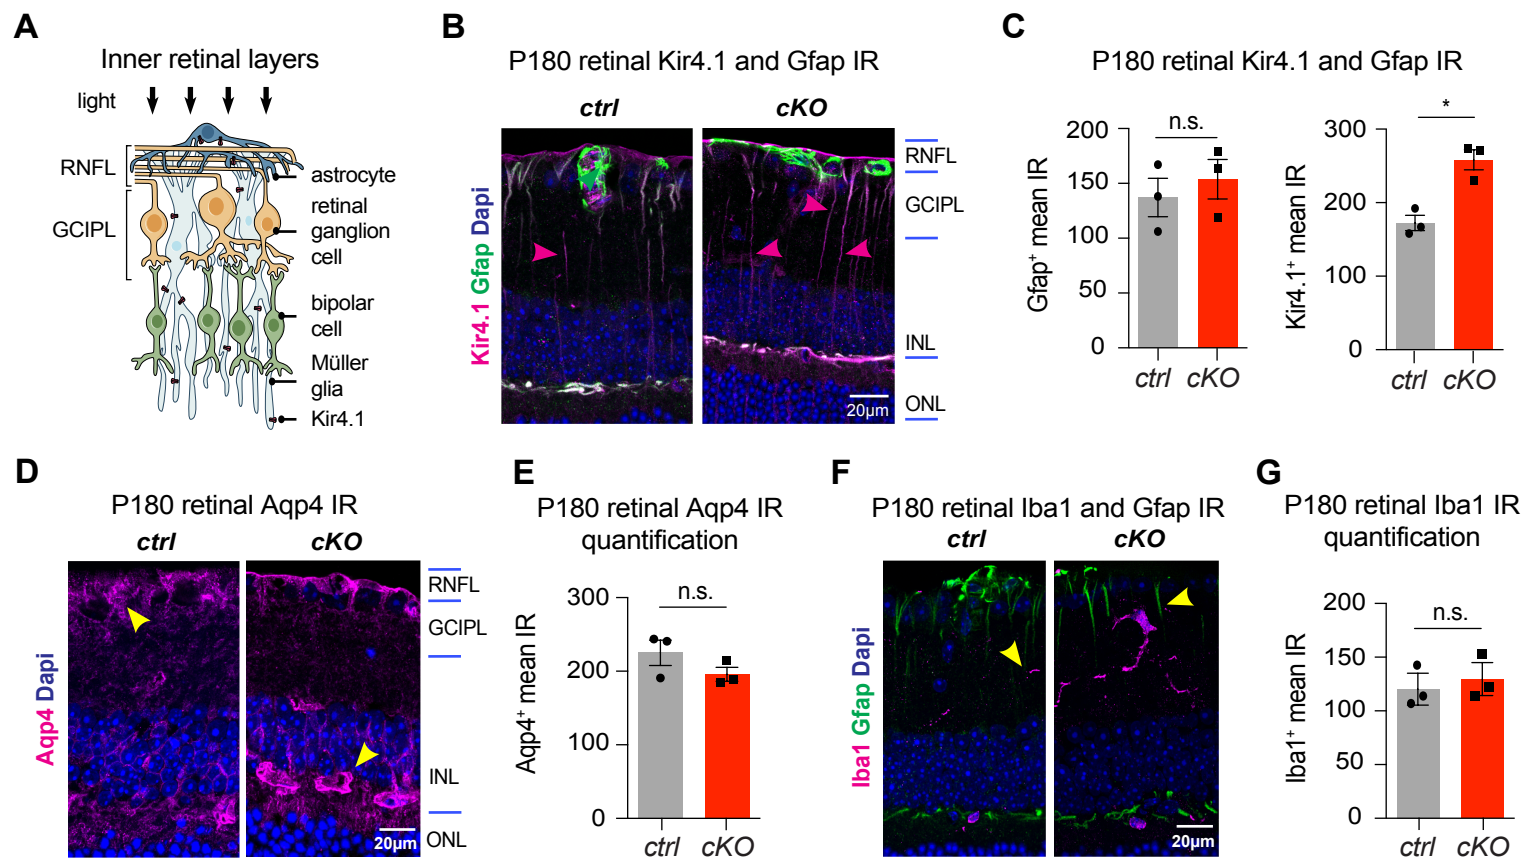 A
Inner retinal layers
light
RNFL
GCIPL
astrocyte
retinal
ganglion
cell
bipolar
cell
Müller
glia
Kir4.1
B
P180 retinal Kir4.1 and Gfap IR
ctrl
cKO
Kir4.1 Gfap Dapi
RNFL
GCIPL
INL
ONL
20µm
C
P180 retinal Kir4.1 and Gfap IR
Gfap+ mean IR
200
150
100
50
0
n.s.
ctrl
cKO
Kir4.1+ mean IR
300
200
100
0
*
ctrl
cKO
D
P180 retinal Aqp4 IR
ctrl
cKO
Aqp4 Dapi
RNFL
GCIPL
INL
ONL
20µm
E
P180 retinal Aqp4 IR
quantification
Aqp4+ mean IR
300
200
100
0
n.s.
ctrl
cKO
F
P180 retinal Iba1 and Gfap IR
ctrl
cKO
Iba1 Gfap Dapi
20µm
G
P180 retinal Iba1 IR
quantification
Iba1+ mean IR
200
150
100
50
0
n.s.
ctrl
cKO